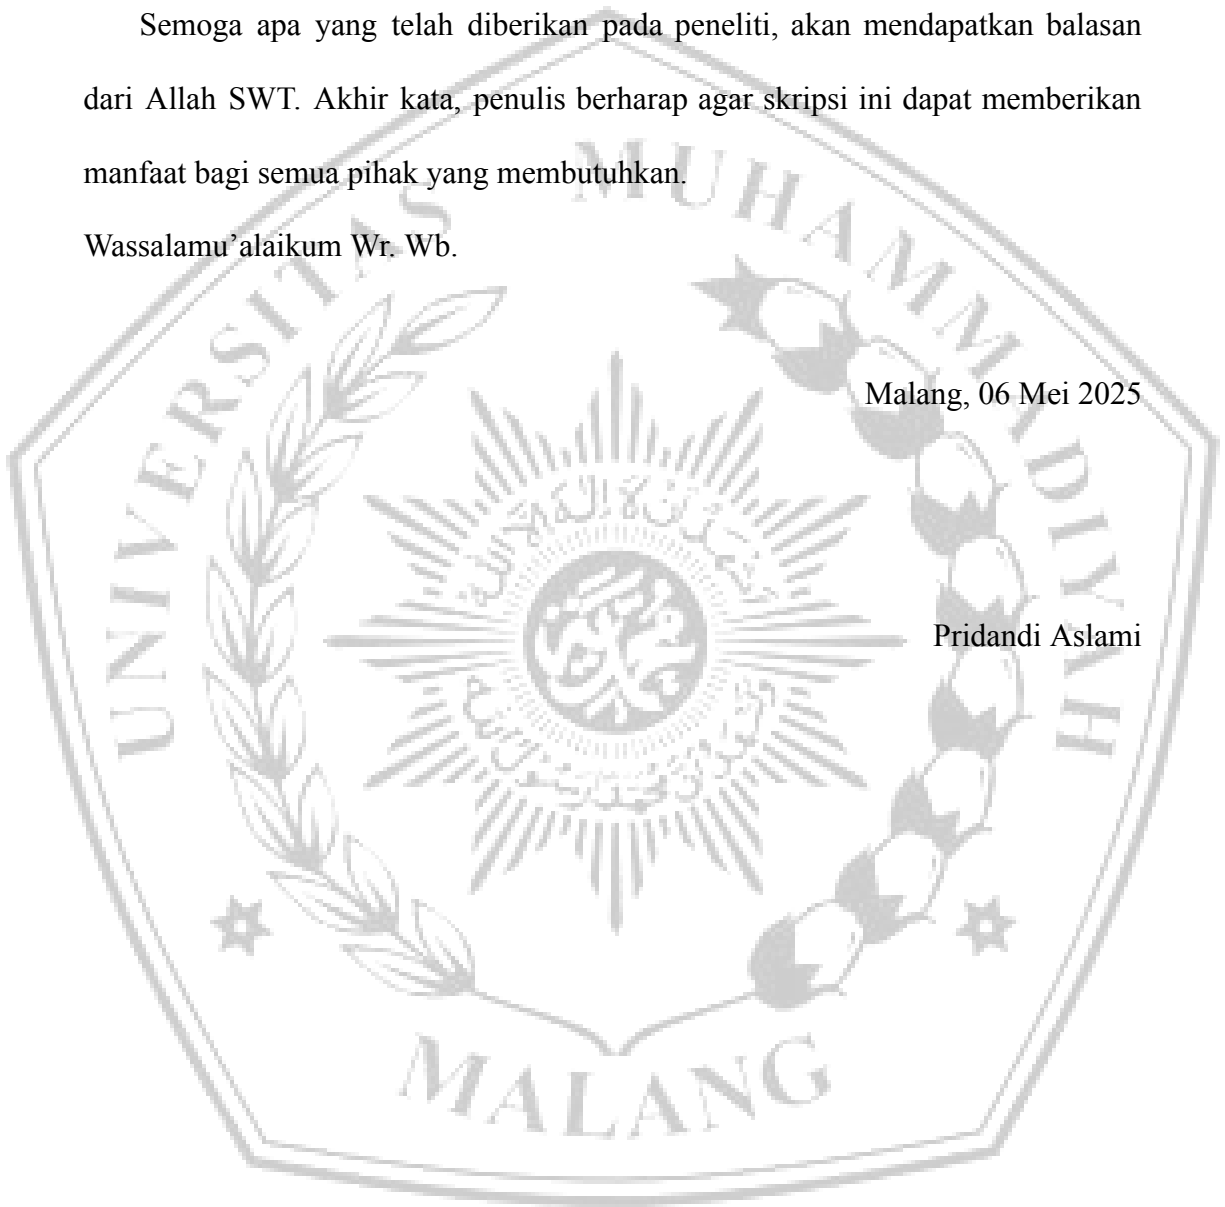 Semoga apa yang telah diberikan pada peneliti, akan mendapatkan balasan
dari Allah SWT. Akhir kata, penulis berharap agar skripsi ini dapat memberikan
manfaat bagi semua pihak yang membutuhkan.
Wassalamu’alaikum Wr. Wb.
Malang, 06 Mei 2025
Pridandi Aslami
UNIVERSITAS MUHAMMADIYAH
MALANG